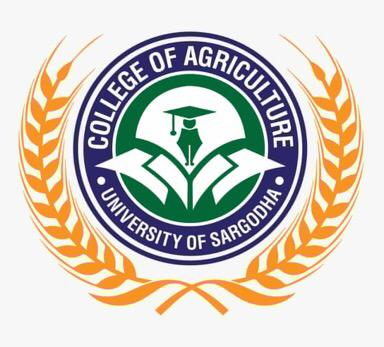 COLLEGE OF AGRICULTURE
UNIVERSITY OF SARGODHA